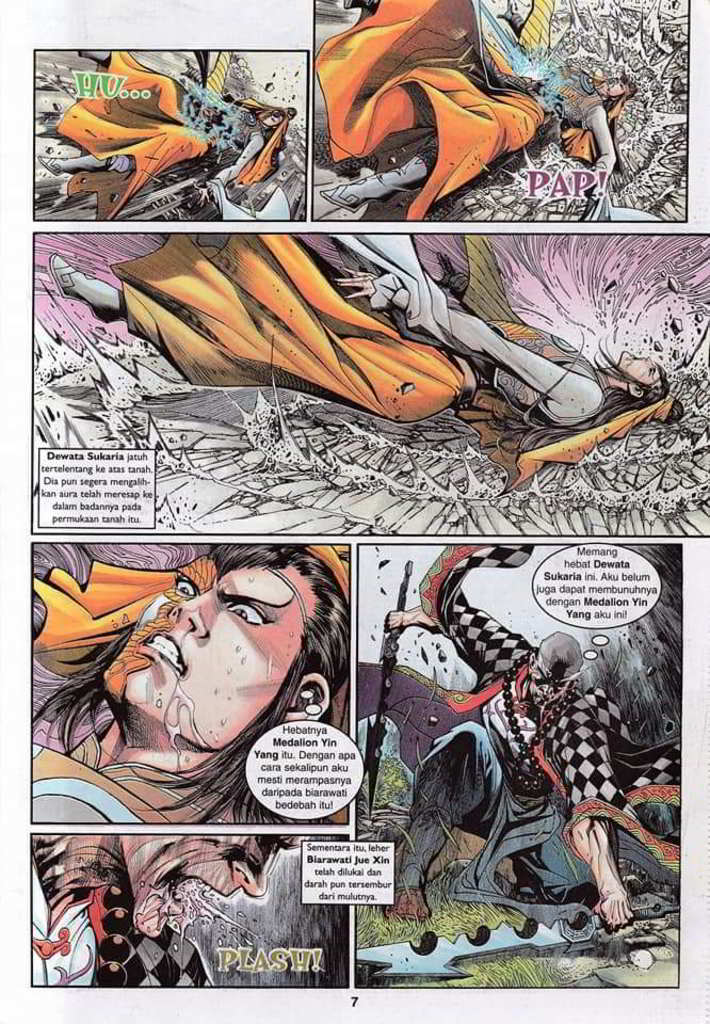 HU...
PAP!
Dewata Sukaria jatuh
tertelentang ke atas tanah.
Dia pun segera mengalih-
kan aura telah meresap ke
dalam badannya pada
permukaan tanah itu.
Hebatnya
Medalion Yin
Yang itu. Dengan apa
cara sekalipun aku
mesti merampasnya
daripada biarawati
bedebah itu!
Memang
hebat Dewata
Sukaria ini. Aku belum
juga dapat membunuhnya
dengan Medalion Yin
Yang aku ini!
Sementara itu, leher
Biarawati Jue Xin
telah dilukai dan
darah pun tersembur
dari mulutnya.
PLASH!
7